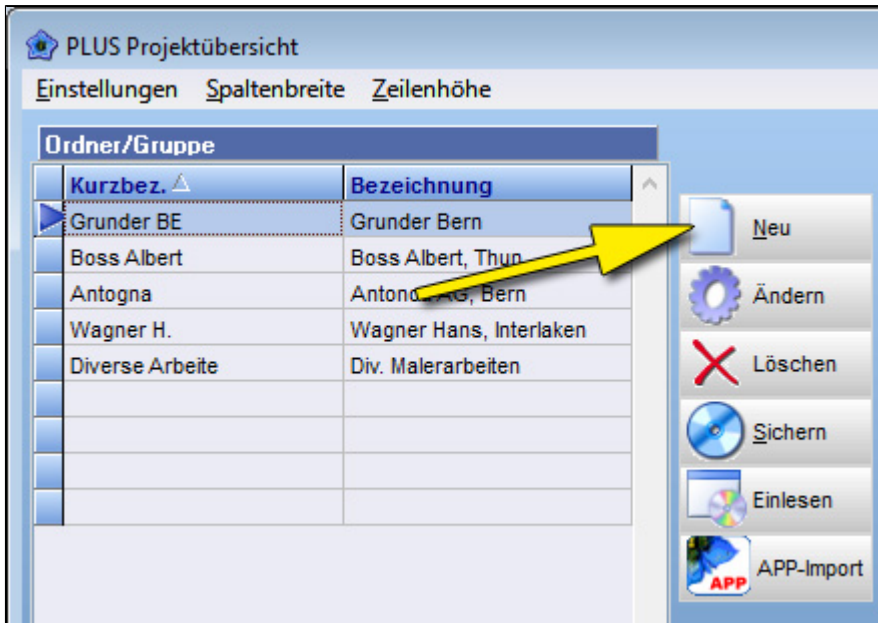 PLUS Projektübersicht
Einstellungen Spaltenbreite Zeilenhöhe
Ordner/Gruppe
Kurzbez. Bezeichnung
Grunder BE Grunder Bern
Boss Albert Boss Albert, Thun
Antogna AG, Bern
Wagner H. Wagner Hans, Interlaken
Diverse Arbeite Div. Malerarbeiten
Neu
Ändern
Löschen
Sichern
Einlesen
APP APP-Import